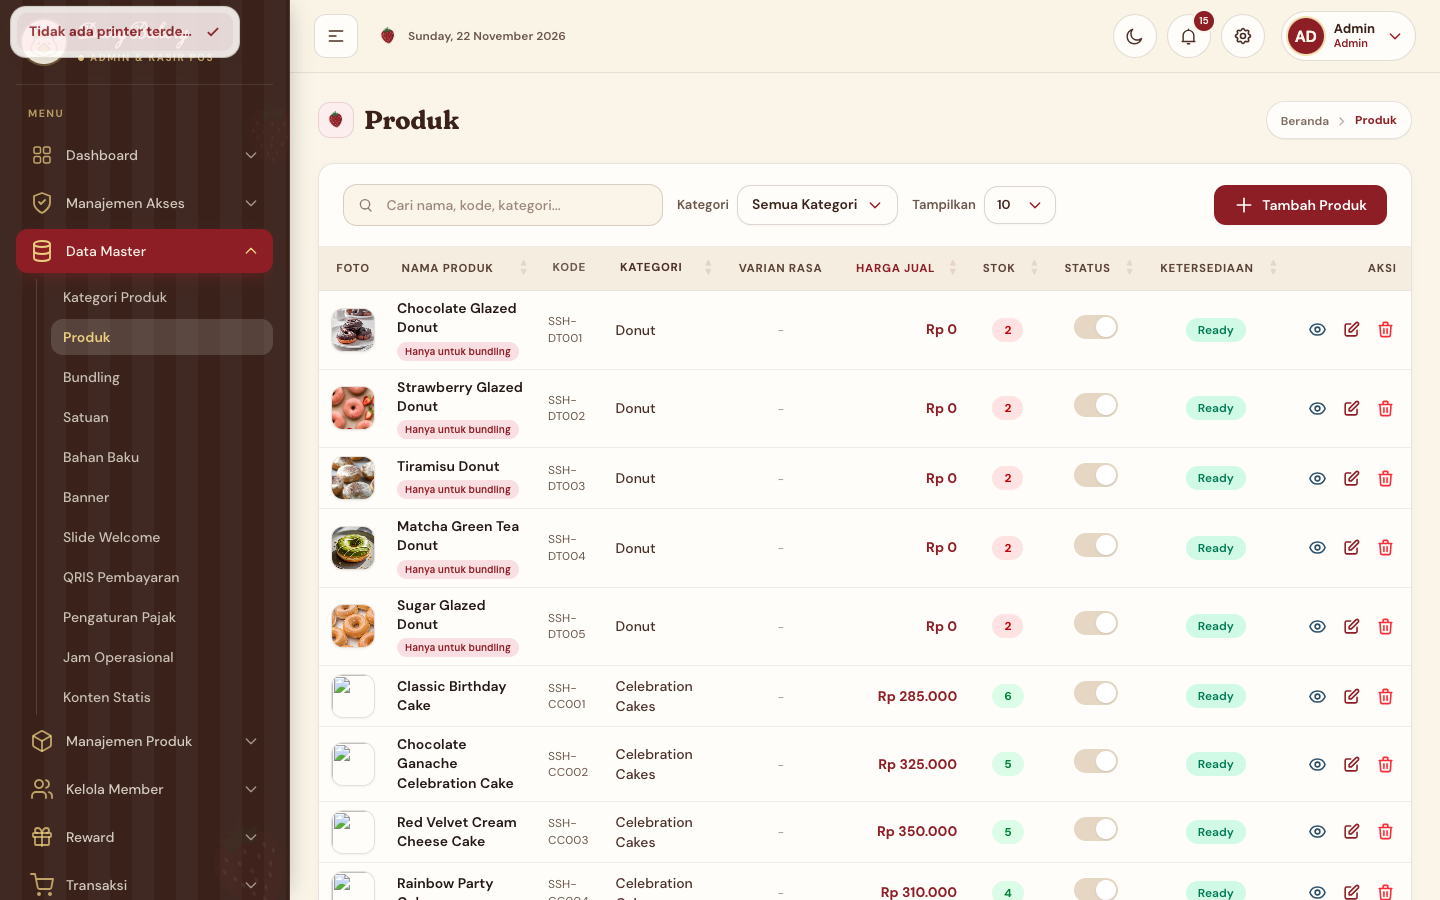 Tidak ada printer terde...
ADMIN & KASIR POS
Sunday, 22 November 2026
15
AD
Admin
Admin
MENU
Dashboard
Manajemen Akses
Data Master
Kategori Produk
Produk
Bundling
Satuan
Bahan Baku
Banner
Slide Welcome
QRIS Pembayaran
Pengaturan Pajak
Jam Operasional
Konten Statis
Manajemen Produk
Kelola Member
Reward
Transaksi
Produk
Beranda > Produk
Cari nama, kode, kategori...
Kategori
Semua Kategori
Tampilkan
10
Tambah Produk
FOTO NAMA PRODUK KODE KATEGORI VARIAN RASA HARGA JUAL STOK STATUS KETERSEDIAAN AKSI
Chocolate Glazed
Donut
Hanya untuk bundling
SSH-
DT001
Donut
-
Rp 0
2
Ready
Strawberry Glazed
Donut
Hanya untuk bundling
SSH-
DT002
Donut
-
Rp 0
2
Ready
Tiramisu Donut
Hanya untuk bundling
SSH-
DT003
Donut
-
Rp 0
2
Ready
Matcha Green Tea
Donut
Hanya untuk bundling
SSH-
DT004
Donut
-
Rp 0
2
Ready
Sugar Glazed
Donut
Hanya untuk bundling
SSH-
DT005
Donut
-
Rp 0
2
Ready
Classic Birthday
Cake
SSH-
CC001
Celebration
Cakes
-
Rp 285.000
6
Ready
Chocolate
Ganache
Celebration Cake
SSH-
CC002
Celebration
Cakes
-
Rp 325.000
5
Ready
Red Velvet Cream
Cheese Cake
SSH-
CC003
Celebration
Cakes
-
Rp 350.000
5
Ready
Rainbow Party
SSH-
Celebration
-
Rp 310.000
4
Ready